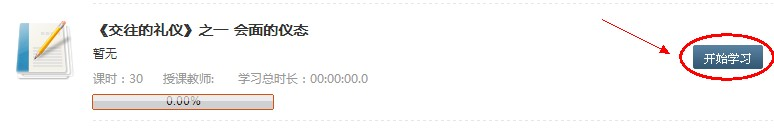 《交往的礼仪》之一 会面的仪态
暂无
课时：30 授课教师: 学习总时长：00:00:00.0
开始学习
0.00%